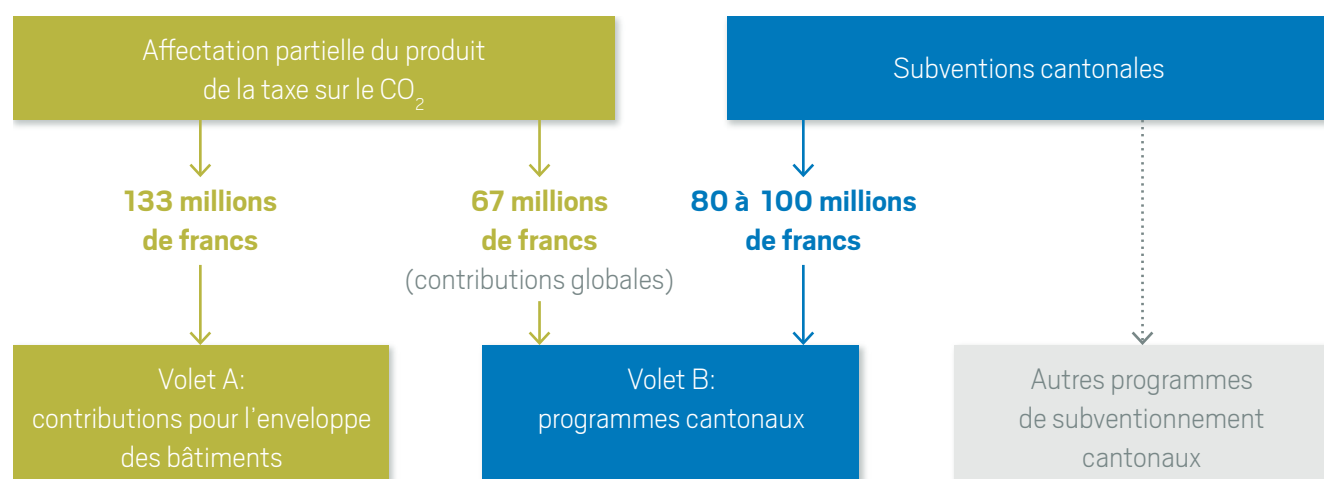 Affectation partielle du produit
de la taxe sur le CO₂
Subventions cantonales
133 millions
de francs
67 millions
de francs
(contributions globales)
80 à 100 millions
de francs
Volet A:
contributions pour l'enveloppe
des bâtiments
Volet B:
programmes cantonaux
Autres programmes
de subventionnement
cantonaux